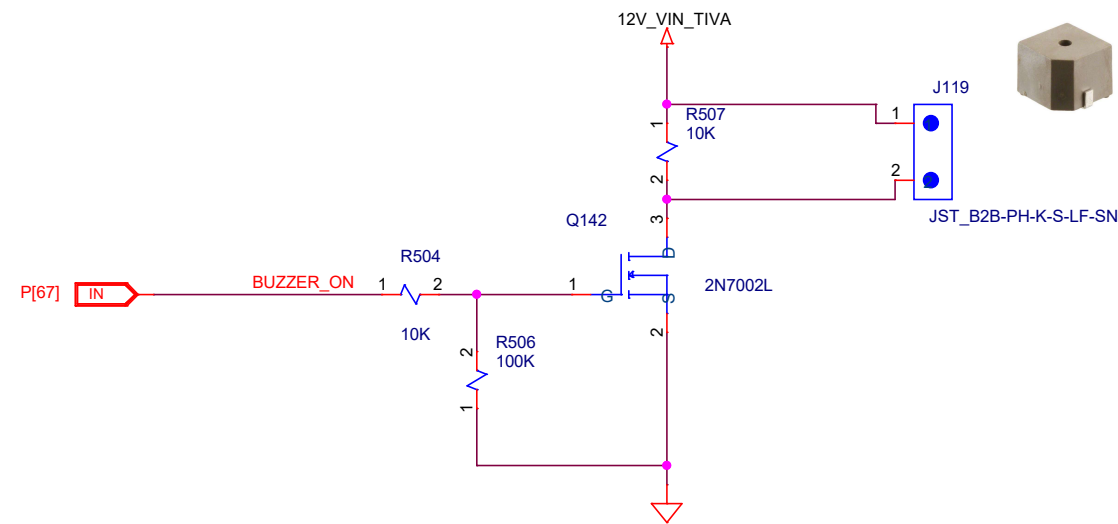 12V_VIN_TIVA
J119
1
R507
10K
1
2
2
JST_B2B-PH-K-S-LF-SN
3
Q142
D
R504
BUZZER_ON
1
2
1
G
S
2N7002L
P[67]
IN
10K
2
R506
100K
2
1